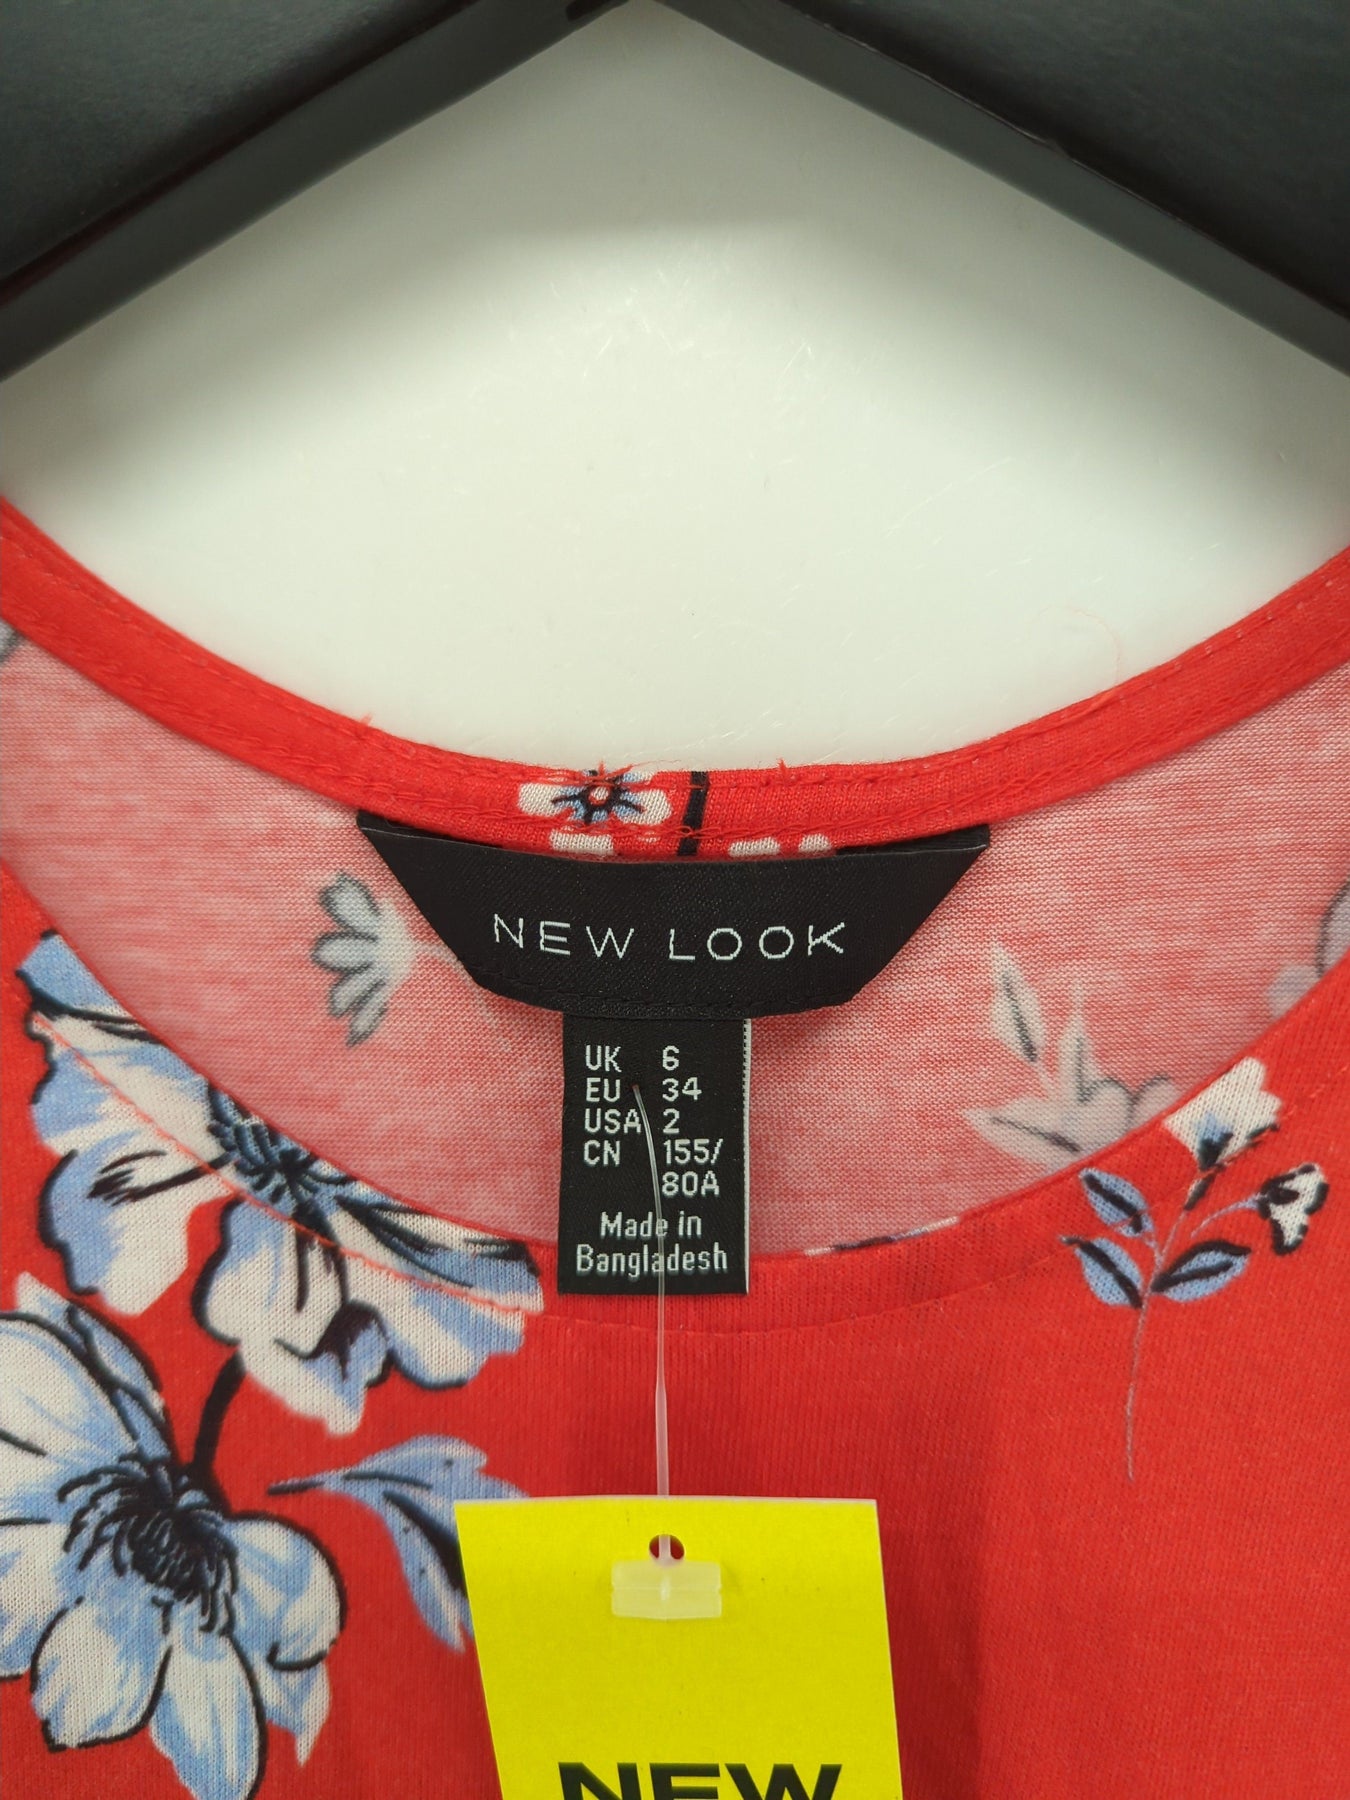 NEW LOOK
UK 6
EU 34
USA 2
CN 155/
80A
Made in
Bangladesh
NEW